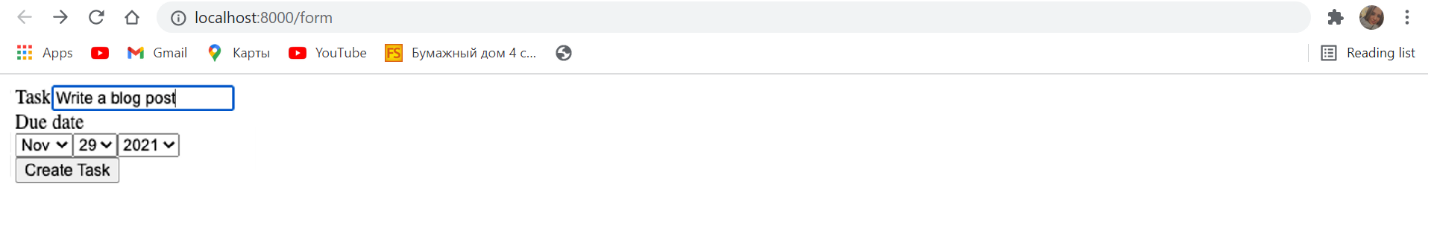 localhost:8000/form
Apps Gmail Карты YouTube FS Бумажный дом 4 с... Reading list
Task Write a blog post
Due date
Nov 29 2021
Create Task